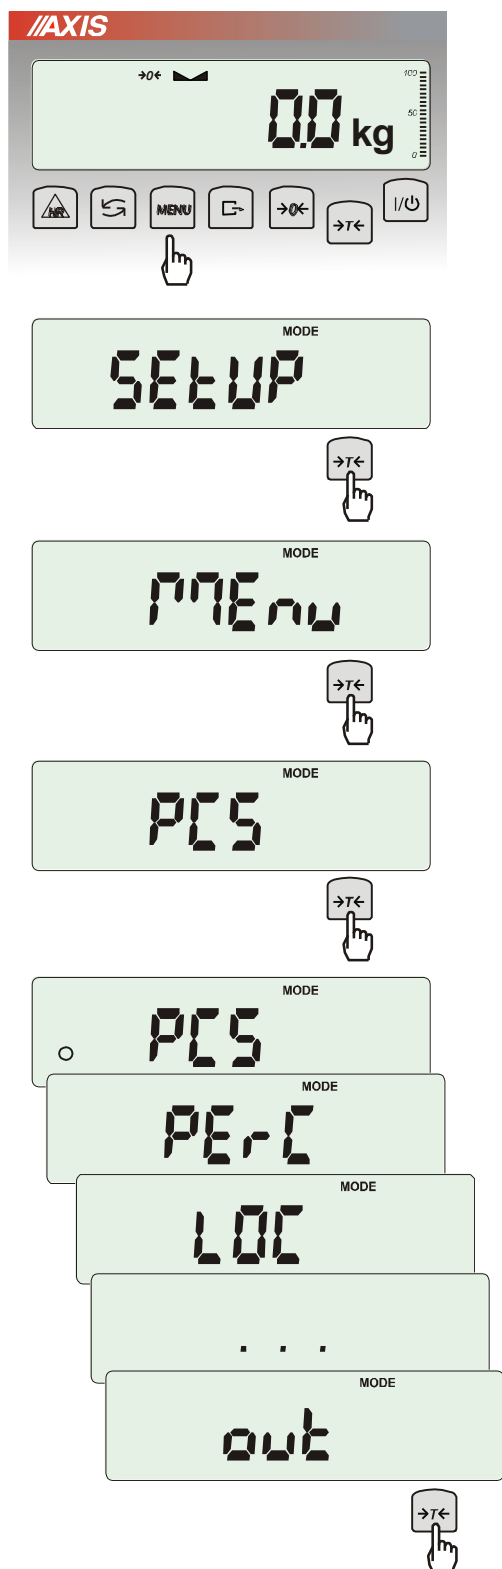 AXIS
→0←
100
50
0
0.0 kg
HR
MENU
→0←
→T←
I/⏻
MODE
SEtUP
→T←
MODE
MEnu
→T←
MODE
PCS
→T←
MODE
PCS
MODE
PErC
MODE
LOC
. . .
MODE
out
→T←